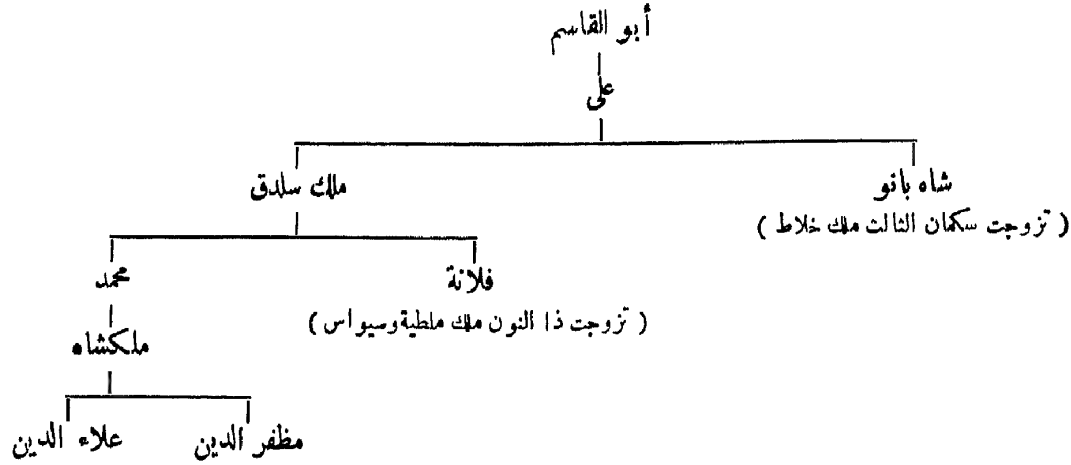 أبو القاسم
على
شاه بانو
ملك سلدق
( تزوجت سكمان الثالث ملك خلاط )
فلانة
محمد
( تزوجت ذا النون ملك ملطية وسيواس )
ملكشاه
مظفر الدين
علاء الدين